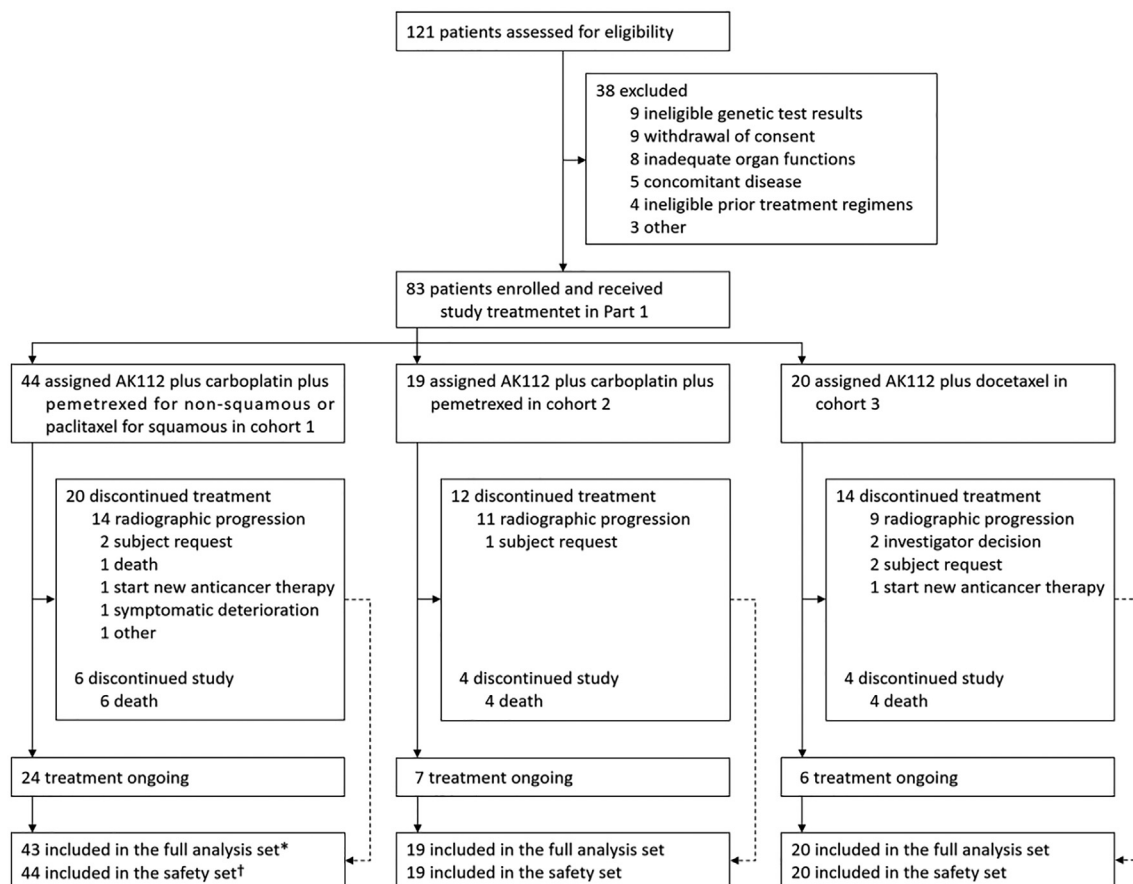 121 patients assessed for eligibility
38 excluded
9 ineligible genetic test results
9 withdrawal of consent
8 inadequate organ functions
5 concomitant disease
4 ineligible prior treatment regimens
3 other
83 patients enrolled and received
study treatmentet in Part 1
44 assigned AK112 plus carboplatin plus
pemetrexed for non-squamous or
paclitaxel for squamous in cohort 1
19 assigned AK112 plus carboplatin plus
pemetrexed in cohort 2
20 assigned AK112 plus docetaxel in
cohort 3
20 discontinued treatment
14 radiographic progression
2 subject request
1 death
1 start new anticancer therapy
1 symptomatic deterioration
1 other
6 discontinued study
6 death
12 discontinued treatment
11 radiographic progression
1 subject request
4 discontinued study
4 death
14 discontinued treatment
9 radiographic progression
2 investigator decision
2 subject request
1 start new anticancer therapy
4 discontinued study
4 death
24 treatment ongoing
7 treatment ongoing
6 treatment ongoing
43 included in the full analysis set*
44 included in the safety set†
19 included in the full analysis set
19 included in the safety set
20 included in the full analysis set
20 included in the safety set